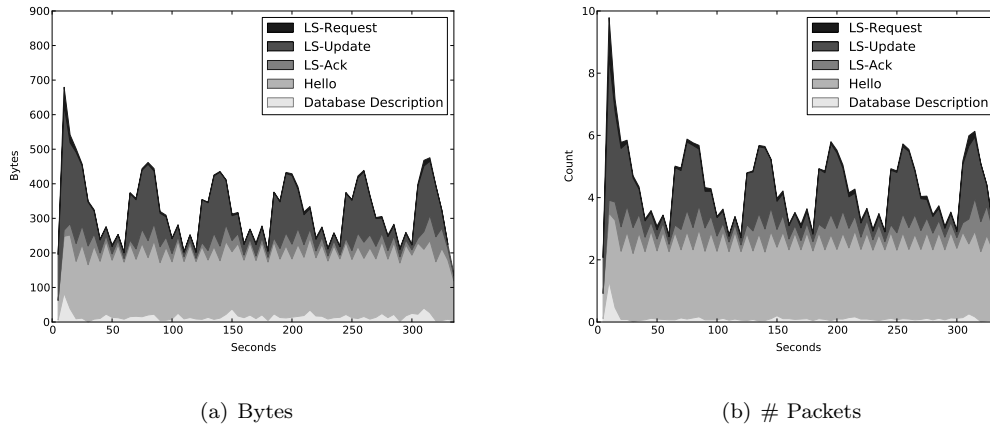 900
800
700
600
500
400
300
200
100
0
Bytes
0 50 100 150 200 250 300
Seconds
LS-Request
LS-Update
LS-Ack
Hello
Database Description
(a) Bytes
10
8
6
4
2
0
Count
0 50 100 150 200 250 300
Seconds
LS-Request
LS-Update
LS-Ack
Hello
Database Description
(b) # Packets